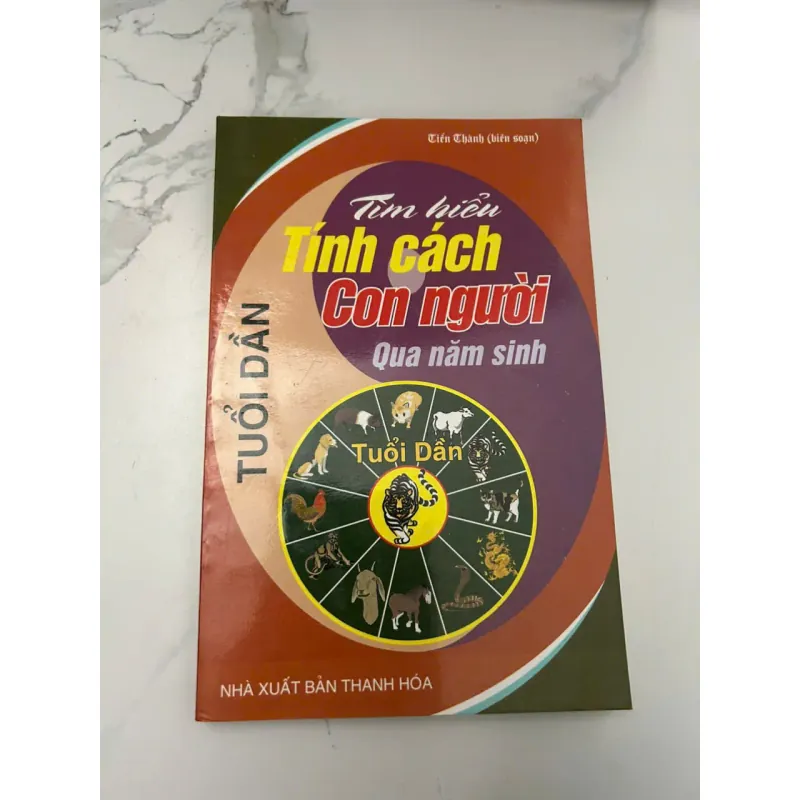 Tiến Thành (biên soạn)
Tìm hiểu
Tính cách
Con người
Qua năm sinh
TUỔI DẦN
Tuổi Dần
NHÀ XUẤT BẢN THANH HÓA